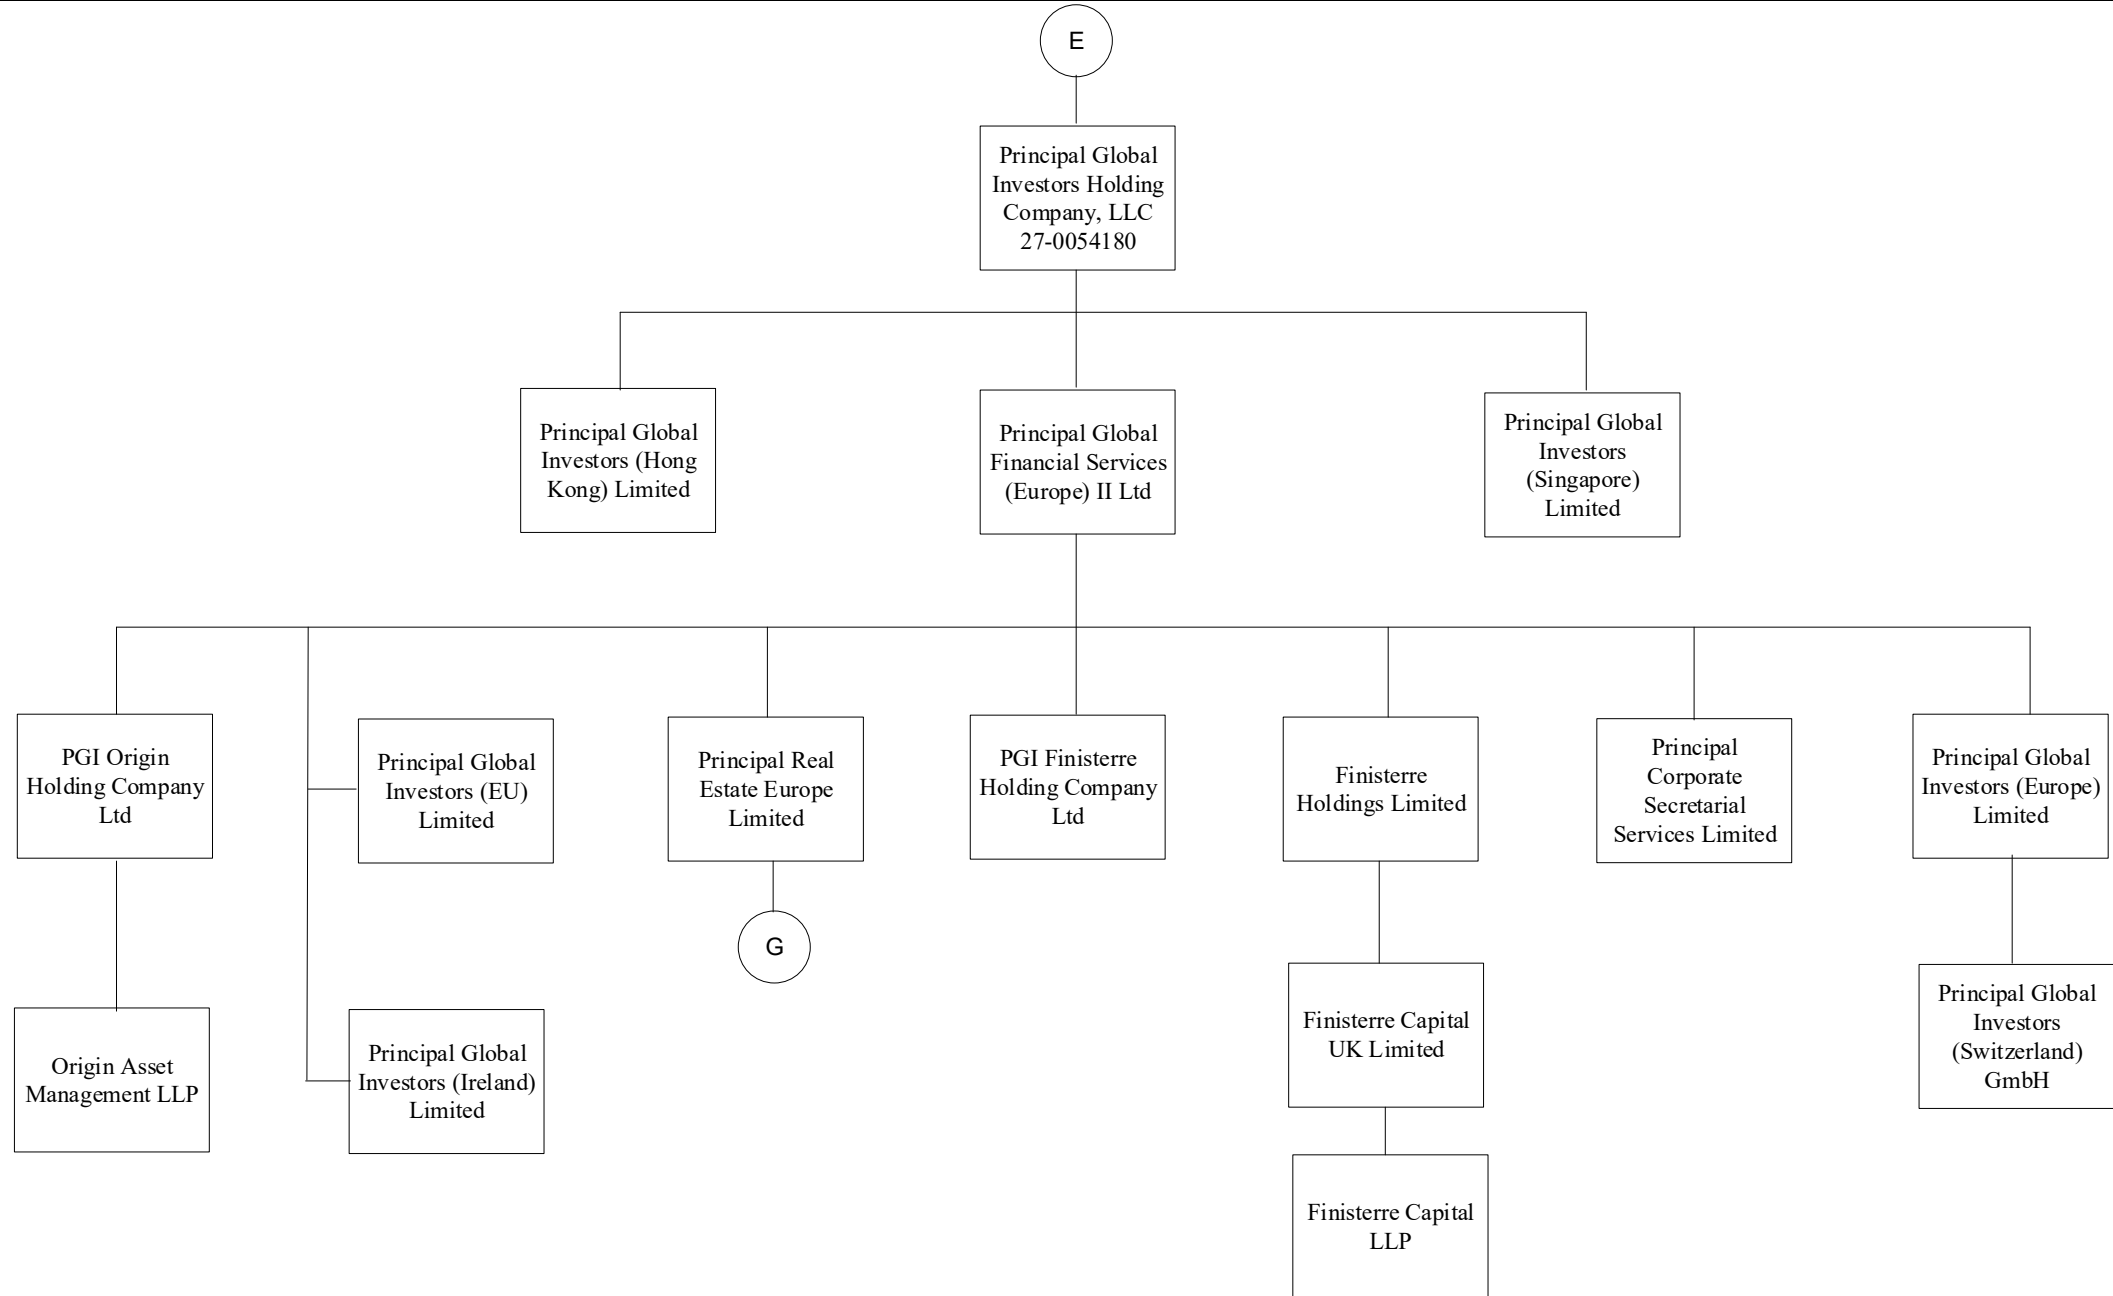 E
Principal Global
Investors Holding
Company, LLC
27-0054180
Principal Global
Investors (Hong
Kong) Limited
Principal Global
Financial Services
(Europe) II Ltd
Principal Global
Investors
(Singapore)
Limited
PGI Origin
Holding Company
Ltd
Principal Global
Investors (EU)
Limited
Principal Real
Estate Europe
Limited
PGI Finisterre
Holding Company
Ltd
Finisterre
Holdings Limited
Principal
Corporate
Secretarial
Services Limited
Principal Global
Investors (Europe)
Limited
G
Origin Asset
Management LLP
Principal Global
Investors (Ireland)
Limited
Finisterre Capital
UK Limited
Principal Global
Investors
(Switzerland)
GmbH
Finisterre Capital
LLP